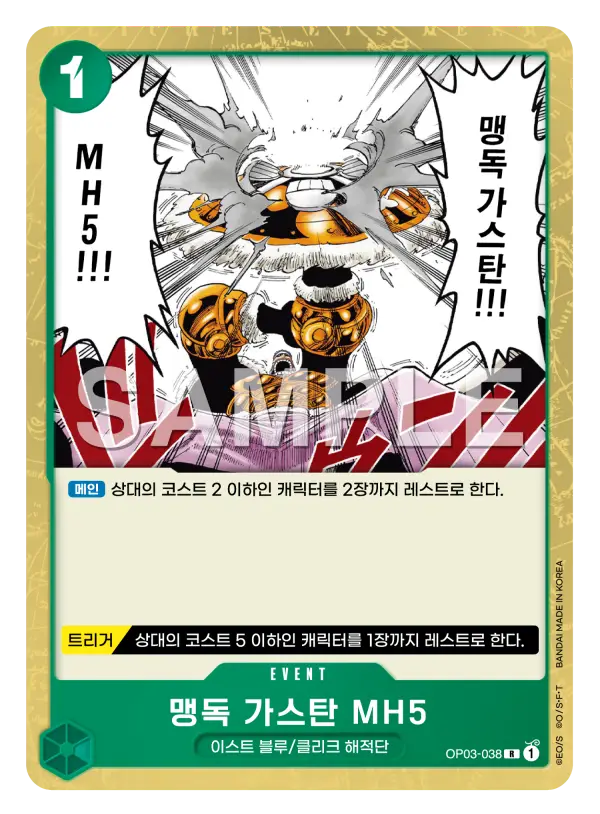 1
MH5!!!
맹독 가스탄!!!
SAMPLE
메인 상대의 코스트 2 이하인 캐릭터를 2장까지 레스트로 한다.
트리거 상대의 코스트 5 이하인 캐릭터를 1장까지 레스트로 한다.
EVENT
맹독 가스탄 MH5
이스트 블루/클리크 해적단
OP03-038 R 1
©EO/S ©O/S·F·T BANDAI MADE IN KOREA